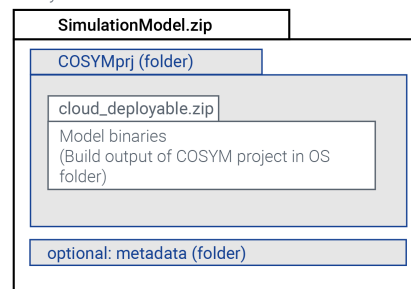 SimulationModel.zip
COSYMprj (folder)
cloud_deployable.zip
Model binaries
(Build output of COSYM project in OS
folder)
optional: metadata (folder)